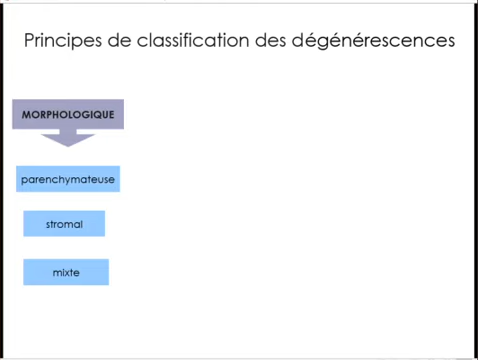 Principes de classification des dégénérescences
MORPHOLOGIQUE
parenchymateuse
stromal
mixte